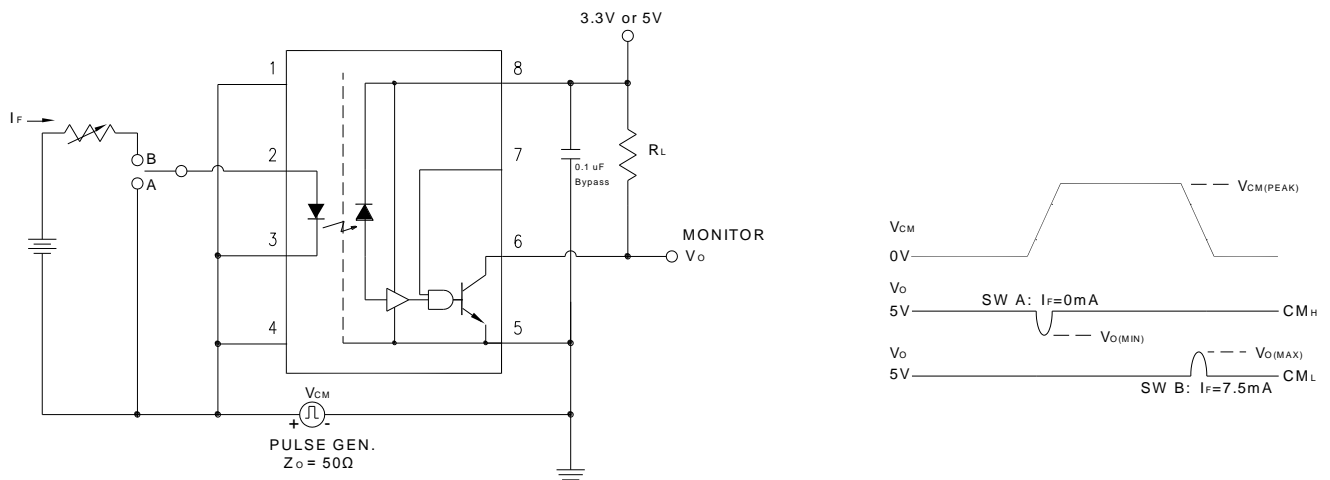 3.3V or 5V
1
8
IF
B
A
2
7
0.1 uF
Bypass
RL
3
6
MONITOR
VO
4
5
VCM
+ -
PULSE GEN.
ZO = 50Ω
VCM(PEAK)
VCM
0V
VO
5V
SW A: IF=0mA
CMH
VO(MIN)
VO
5V
VO(MAX)
CML
SW B: IF=7.5mA